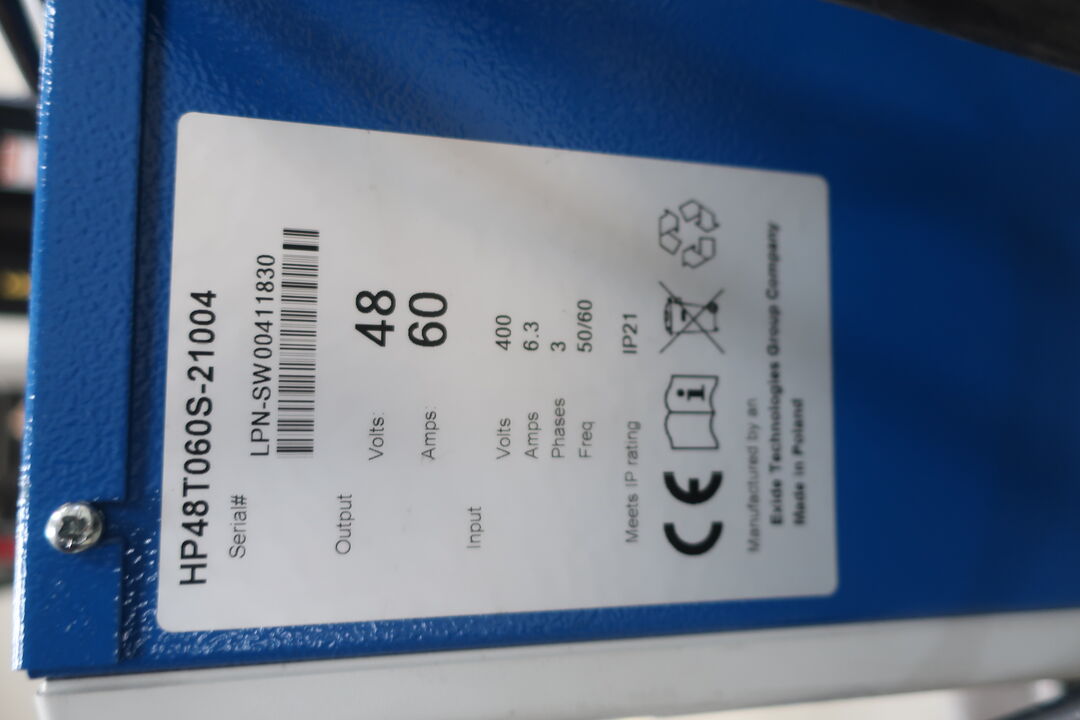 HP48T060S-21004
Serial#
LPN-SW00411830
Output
Volts: 48
Amps: 60
Input
Volts 400
Amps 6.3
Phases 3
Freq 50/60
Meets IP rating IP21
CE
Manufactured by an
Exide Technologies Group Company
Made in Poland